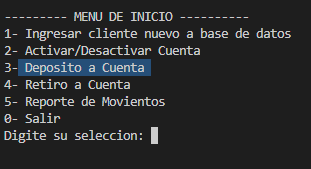 --------- MENU DE INICIO ----------
1- Ingresar cliente nuevo a base de datos
2- Activar/Desactivar Cuenta
3- Deposito a Cuenta
4- Retiro a Cuenta
5- Reporte de Movientos
0- Salir
Digite su seleccion: